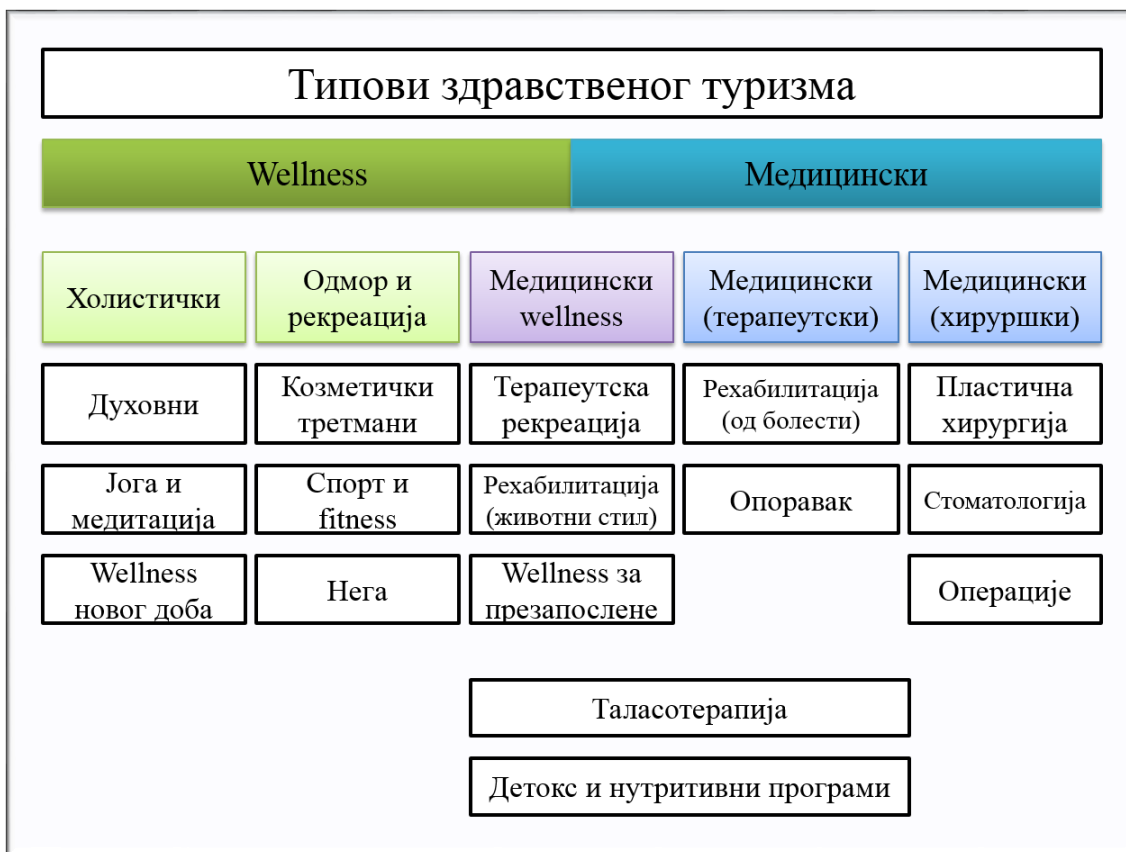 Типови здравственог туризма
Wellness
Медицински
Холистички
Одмор и
рекреација
Медицински
wellness
Медицински
(терапеутски)
Медицински
(хируршки)
Духовни
Козметички
третмани
Терапеутска
рекреација
Рехабилитација
(од болести)
Пластична
хирургија
Јога и
медитација
Спорт и
fitness
Рехабилитација
(животни стил)
Опоравак
Стоматологија
Wellness
новог доба
Нега
Wellness за
презапослене
Операције
Таласотерапија
Детокс и нутритивни програми